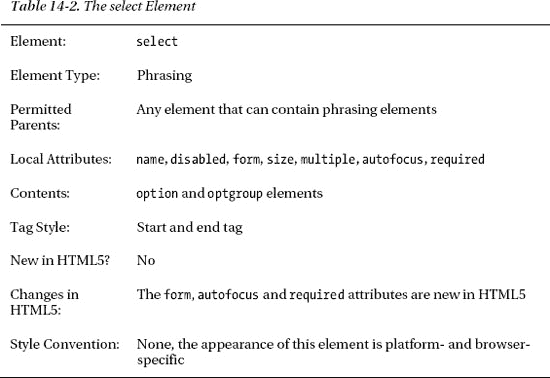 Table 14-2. The select Element
Element: select
Element Type: Phrasing
Permitted Any element that can contain phrasing elements
Parents:
Local Attributes: name, disabled, form, size, multiple, autofocus, required
Contents: option and optgroup elements
Tag Style: Start and end tag
New in HTML5? No
Changes in The form, autofocus and required attributes are new in HTML5
HTML5:
Style Convention: None, the appearance of this element is platform- and browser-
specific